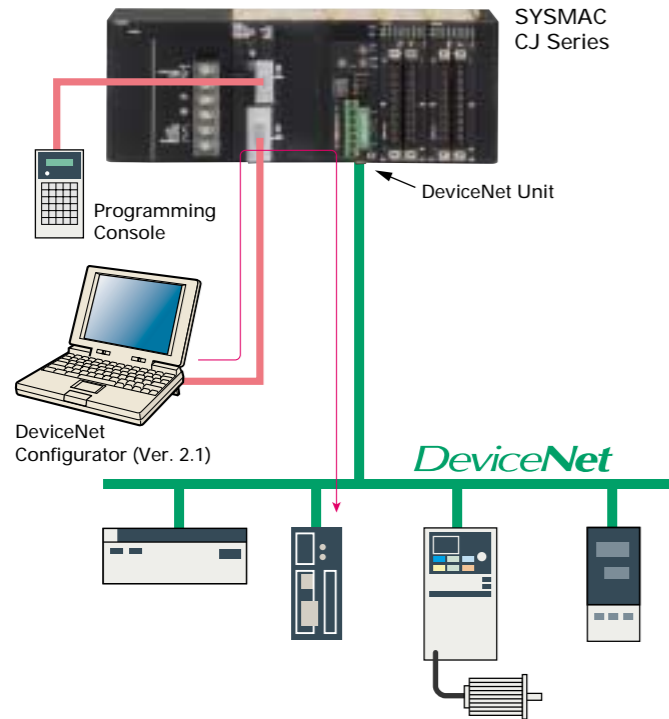 SYSMAC
CJ Series
DeviceNet Unit
Programming
Console
DeviceNet
Configurator (Ver. 2.1)
DeviceNet